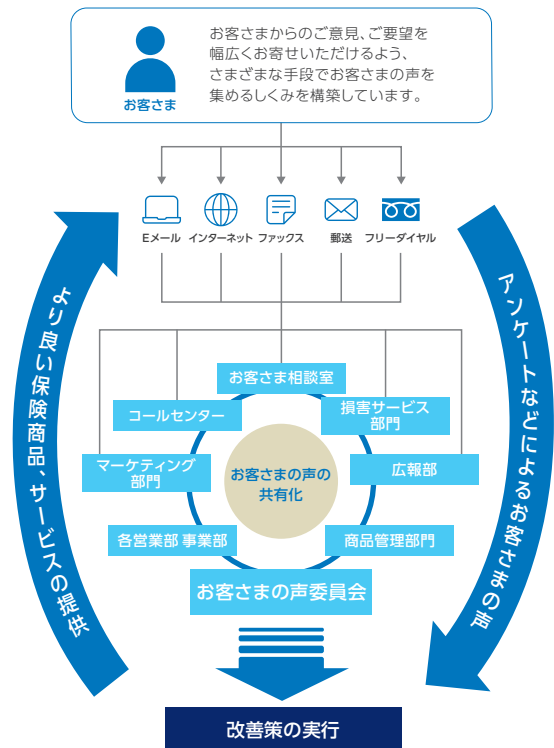 お客さまからのご意見、ご要望を
幅広くお寄せいただけるよう、
さまざまな手段でお客さまの声を
集めるしくみを構築しています。
お客さま
Eメール
インターネット
ファックス
郵送
フリーダイヤル
より良い保険商品、サービスの提供
アンケートなどによるお客さまの声
お客さま相談室
コールセンター
損害サービス
部門
マーケティング
部門
お客さまの声の
共有化
広報部
各営業部 事業部
商品管理部門
お客さまの声委員会
改善策の実行